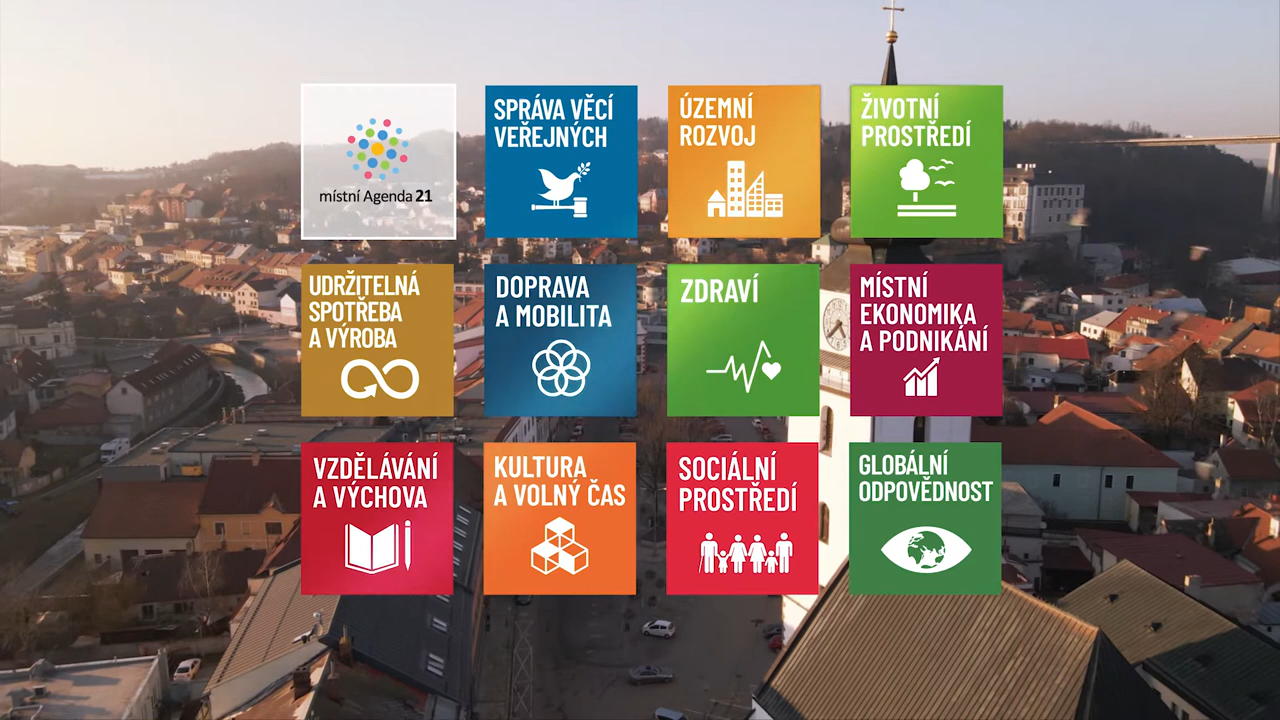 místní Agenda 21
SPRÁVA VĚCÍ
VEŘEJNÝCH
ÚZEMNÍ
ROZVOJ
ŽIVOTNÍ
PROSTŘEDÍ
UDRŽITELNÁ
SPOTŘEBA
A VÝROBA
DOPRAVA
A MOBILITA
ZDRAVÍ
MÍSTNÍ
EKONOMIKA
A PODNIKÁNÍ
VZDĚLÁVÁNÍ
A VÝCHOVA
KULTURA
A VOLNÝ ČAS
SOCIÁLNÍ
PROSTŘEDÍ
GLOBÁLNÍ
ODPOVĚDNOST